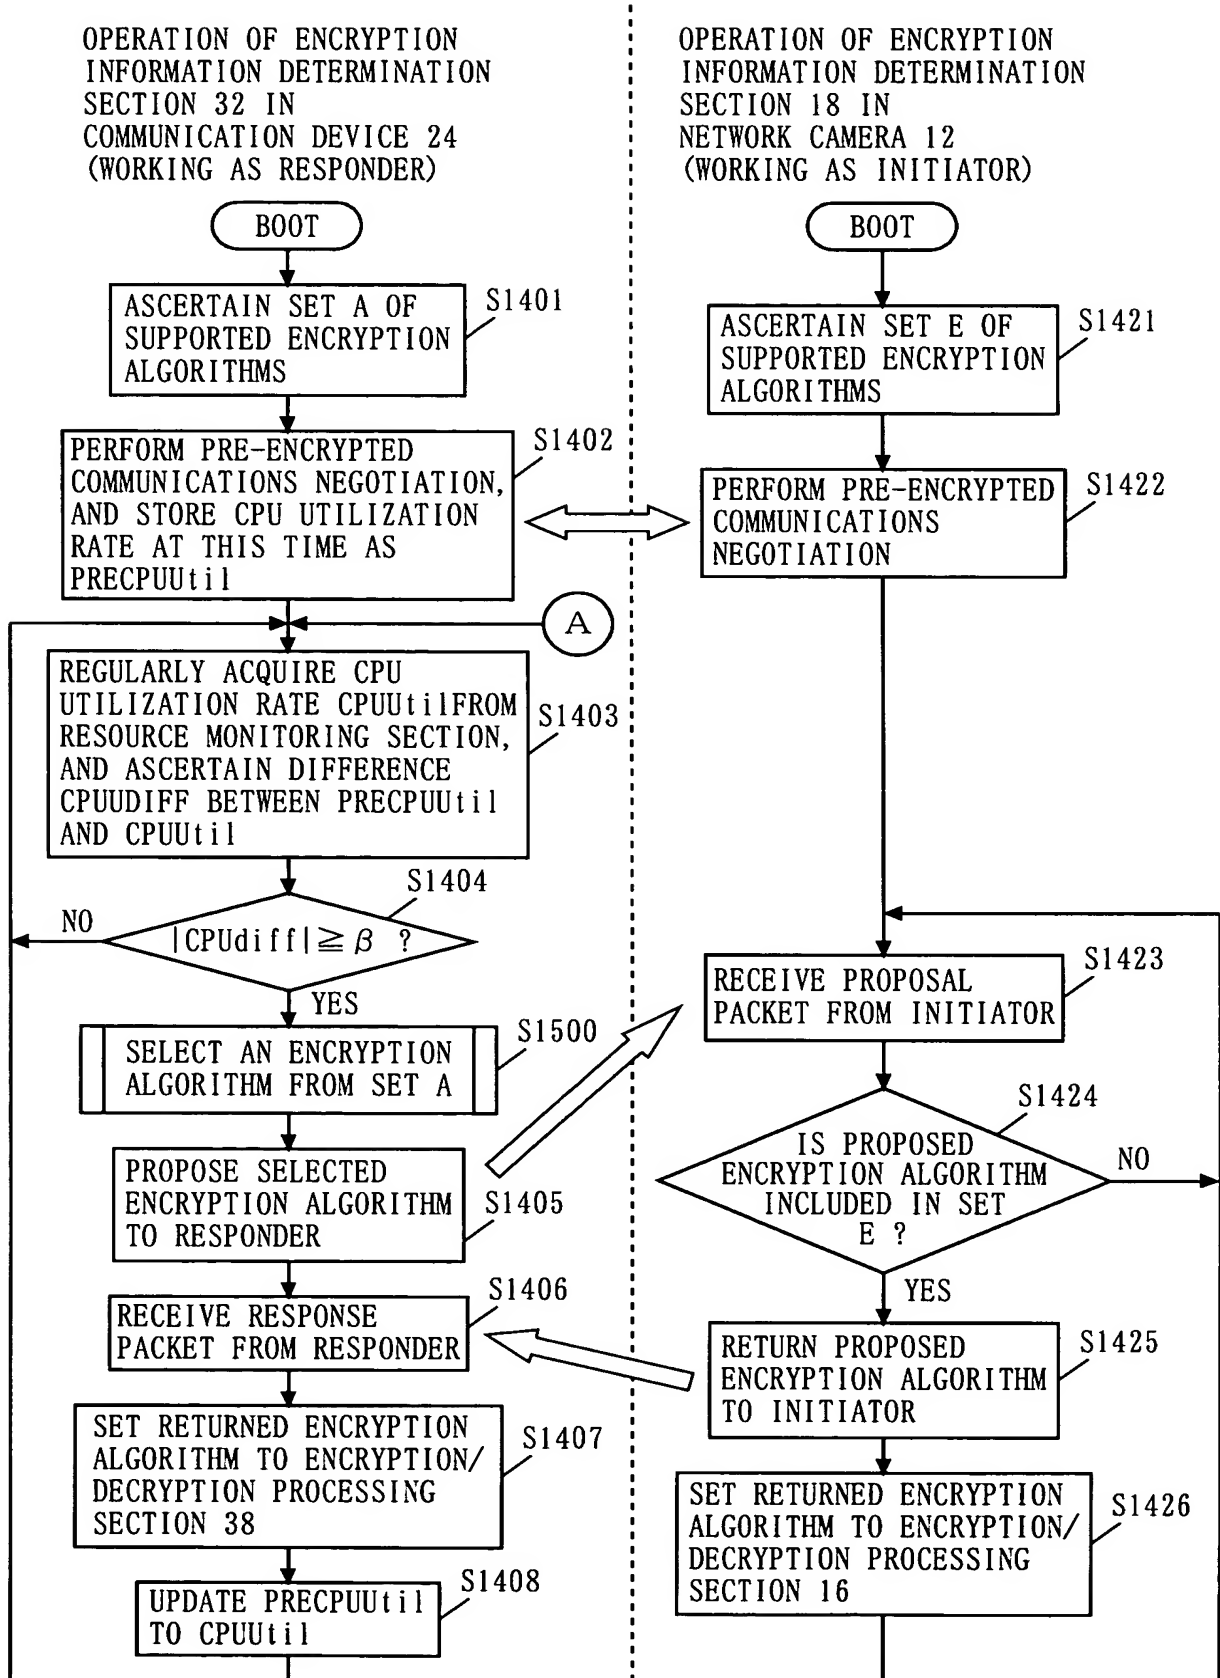 OPERATION OF ENCRYPTION
INFORMATION DETERMINATION
SECTION 32 IN
COMMUNICATION DEVICE 24
(WORKING AS RESPONDER)
BOOT
ASCERTAIN SET A OF
SUPPORTED ENCRYPTION
ALGORITHMS
S1401
PERFORM PRE-ENCRYPTED
COMMUNICATIONS NEGOTIATION,
AND STORE CPU UTILIZATION
RATE AT THIS TIME AS
PRECPUUtil
S1402
A
REGULARLY ACQUIRE CPU
UTILIZATION RATE CPUUtilFROM
RESOURCE MONITORING SECTION,
AND ASCERTAIN DIFFERENCE
CPUUDIFF BETWEEN PRECPUUtil
AND CPUUtil
S1403
S1404
NO
|CPUdiff|≧β ?
YES
SELECT AN ENCRYPTION
ALGORITHM FROM SET A
S1500
PROPOSE SELECTED
ENCRYPTION ALGORITHM
TO RESPONDER
S1405
RECEIVE RESPONSE
PACKET FROM RESPONDER
S1406
SET RETURNED ENCRYPTION
ALGORITHM TO ENCRYPTION/
DECRYPTION PROCESSING
SECTION 38
S1407
UPDATE PRECPUUtil
TO CPUUtil
S1408
OPERATION OF ENCRYPTION
INFORMATION DETERMINATION
SECTION 18 IN
NETWORK CAMERA 12
(WORKING AS INITIATOR)
BOOT
ASCERTAIN SET E OF
SUPPORTED ENCRYPTION
ALGORITHMS
S1421
PERFORM PRE-ENCRYPTED
COMMUNICATIONS
NEGOTIATION
S1422
RECEIVE PROPOSAL
PACKET FROM INITIATOR
S1423
S1424
IS PROPOSED
ENCRYPTION ALGORITHM
INCLUDED IN SET
E ?
NO
YES
RETURN PROPOSED
ENCRYPTION ALGORITHM
TO INITIATOR
S1425
SET RETURNED ENCRYPTION
ALGORITHM TO ENCRYPTION/
DECRYPTION PROCESSING
SECTION 16
S1426